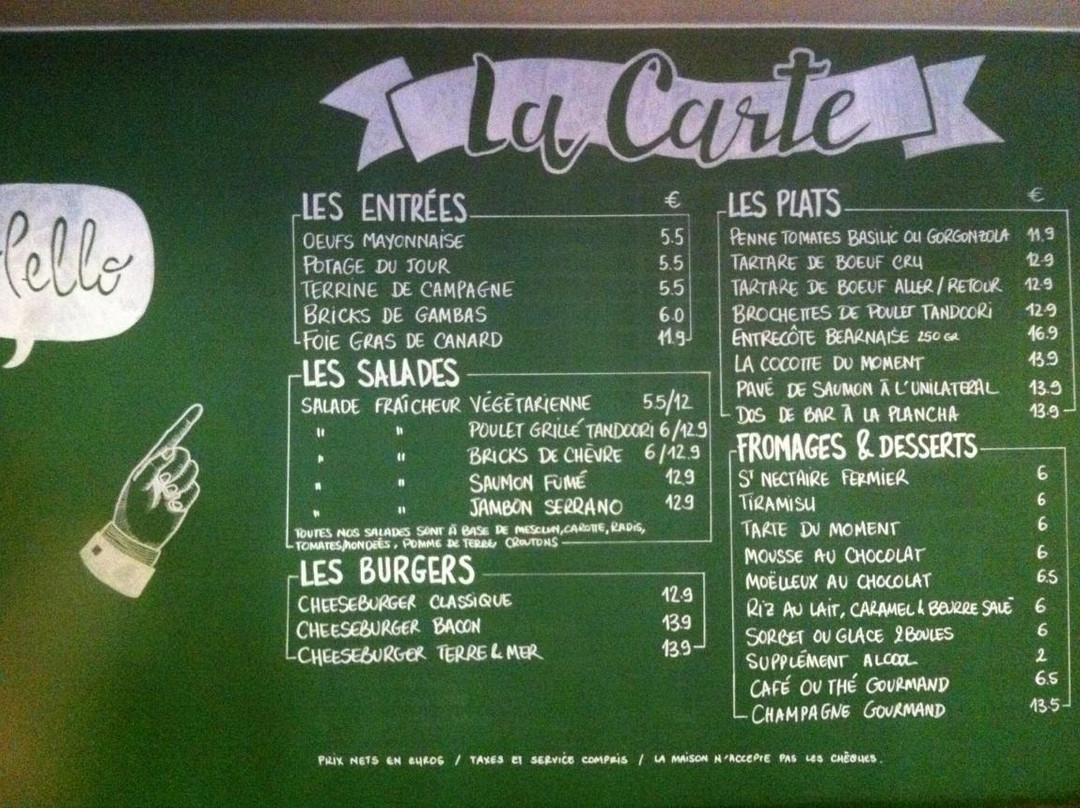 La Carte
Hello
LES ENTRÉES €
OEUFS MAYONNAISE 5.5
POTAGE DU JOUR 5.5
TERRINE DE CAMPAGNE 5.5
BRICKS DE GAMBAS 6.0
FOIE GRAS DE CANARD 11.9
LES SALADES
SALADE FRAÎCHEUR VÉGÉTARIENNE 5.5/12
" " POULET GRILLÉ TANDOORI 6/12.9
" " BRICKS DE CHÈVRE 6/12.9
" " SAUMON FUMÉ 12.9
" " JAMBON SERRANO 12.9
TOUTES NOS SALADES SONT À BASE DE MESCLUN, CAROTTE, RADIS,
TOMATES MONDÉES, POMME DE TERRE, CROUTONS
LES BURGERS
CHEESEBURGER CLASSIQUE 12.9
CHEESEBURGER BACON 13.9
CHEESEBURGER TERRE & MER 13.9
LES PLATS €
PENNE TOMATES BASILIC OU GORGONZOLA 11.9
TARTARE DE BOEUF CRU 12.9
TARTARE DE BOEUF ALLER / RETOUR 12.9
BROCHETTES DE POULET TANDOORI 12.9
ENTRECÔTE BEARNAISE 250 GR 16.9
LA COCOTTE DU MOMENT 13.9
PAVÉ DE SAUMON À L'UNILATERAL 13.9
DOS DE BAR À LA PLANCHA 13.9
FROMAGES & DESSERTS
ST NECTAIRE FERMIER 6
TIRAMISU 6
TARTE DU MOMENT 6
MOUSSE AU CHOCOLAT 6
MOËLLEUX AU CHOCOLAT 6.5
RIZ AU LAIT, CARAMEL & BEURRE SALÉ 6
SORBET OU GLACE 2 BOULES 6
SUPPLÉMENT ALCOOL 2
CAFÉ OU THÉ GOURMAND 6.5
CHAMPAGNE GOURMAND 13.5
PRIX NETS EN EUROS / TAXES ET SERVICE COMPRIS / LA MAISON N'ACCEPTE PAS LES CHÈQUES.